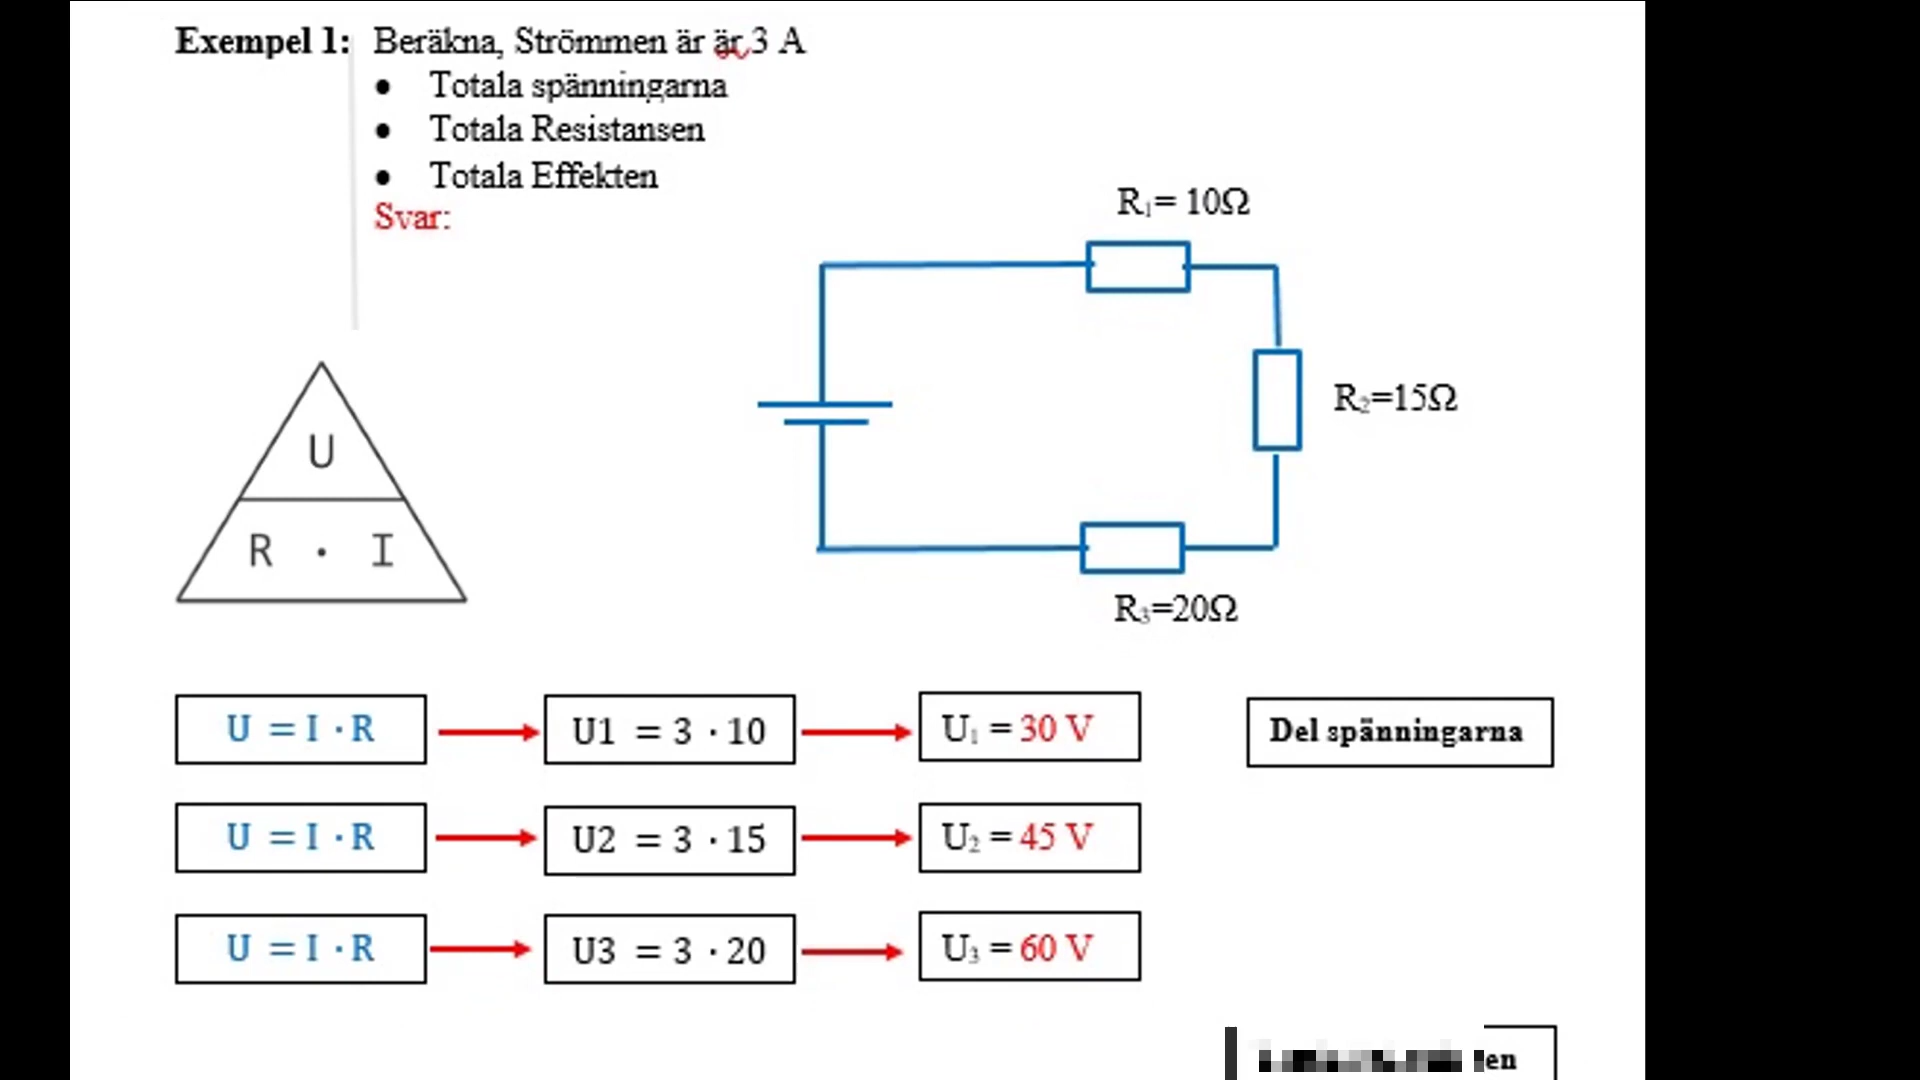 Exempel 1: Beräkna, Strömmen är är 3 A
• Totala spänningarna
• Totala Resistansen
• Totala Effekten
Svar:
R₁= 10Ω
R₂=15Ω
R₃=20Ω
U
R · I
U = I · R
U1 = 3 · 10
U₁ = 30 V
Del spänningarna
U = I · R
U2 = 3 · 15
U₂ = 45 V
U = I · R
U3 = 3 · 20
U₃ = 60 V